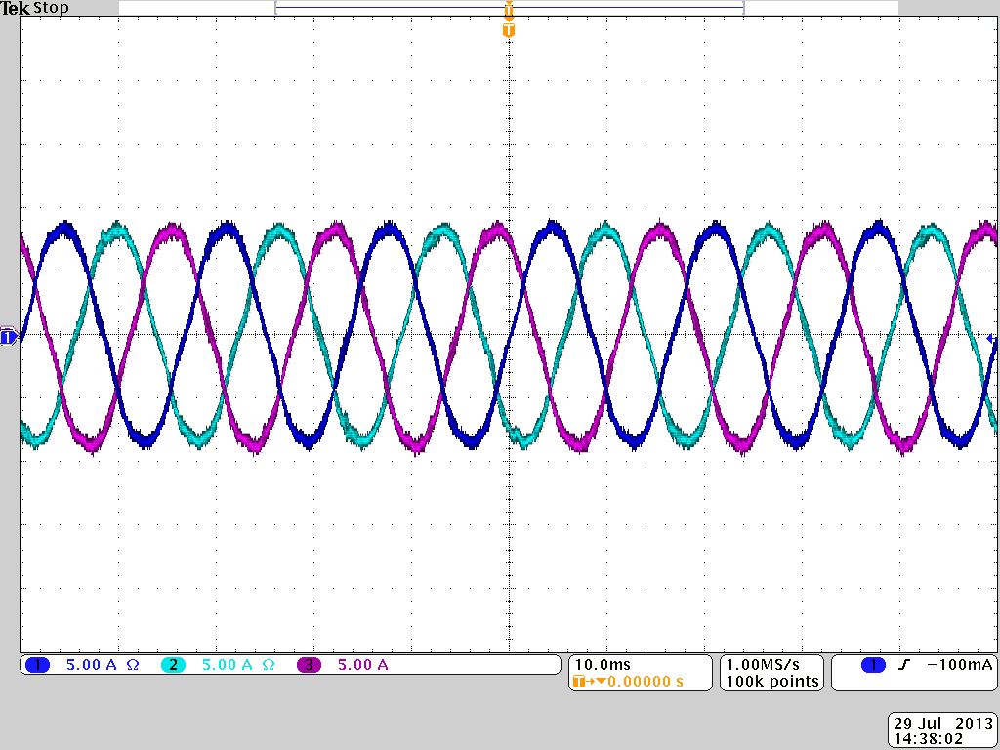 Tek Stop
T
T
T
1 5.00 A Ω 2 5.00 A Ω 3 5.00 A
10.0ms
T→▼0.00000 s
1.00MS/s
100k points
1 ∫ −100mA
29 Jul 2013
14:38:02